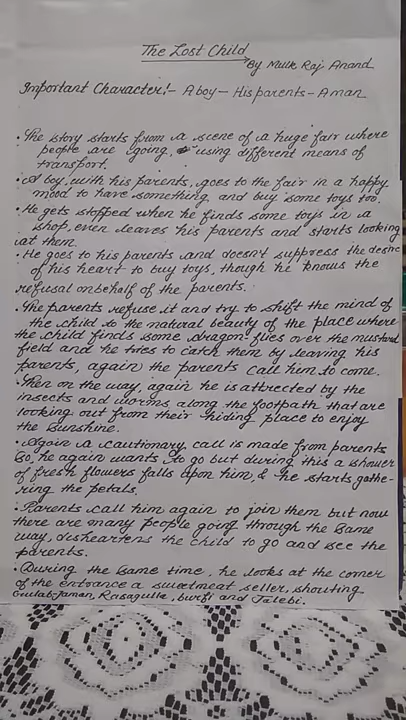 The Lost Child
By Mulk Raj Anand
Important Character:- A boy- His parents- A man
• The story starts from a scene of a huge fair where
people are going, using different means of
transport.
• A boy, with his parents, goes to the fair in a happy
mood to have something, and buy some toys too.
• He gets stopped when he finds some toys in a
shop, even leaves his parents and starts looking
at them.
• He goes to his parents and doesn't suppress the desire
of his heart to buy toys, though he knows the
refusal onbehalf of the parents.
• The parents refuse it and try to shift the mind of
the child to the natural beauty of the place where
the child finds some dragon-flies over the mustard
field and he tries to catch them by leaving his
parents, again the parents call him to come.
• Then on the way, again he is attrected by the
insects and worms along the footpath that are
looking out from their hiding place to enjoy
the sunshine.
• Again a cautionary call is made from parents
so, he again wants to go but during this a shower
of fresh flowers falls upon him & he starts gathe-
ring the petals.
• Parents call him again to join them but now
there are many people going through the same
way, disheartens the child to go and see the
parents.
• During the same time, he looks at the corner
of the entrance a sweetmeat seller, shouting
Gulab-Jaman, Rasagulla, burfi and Jalebi.